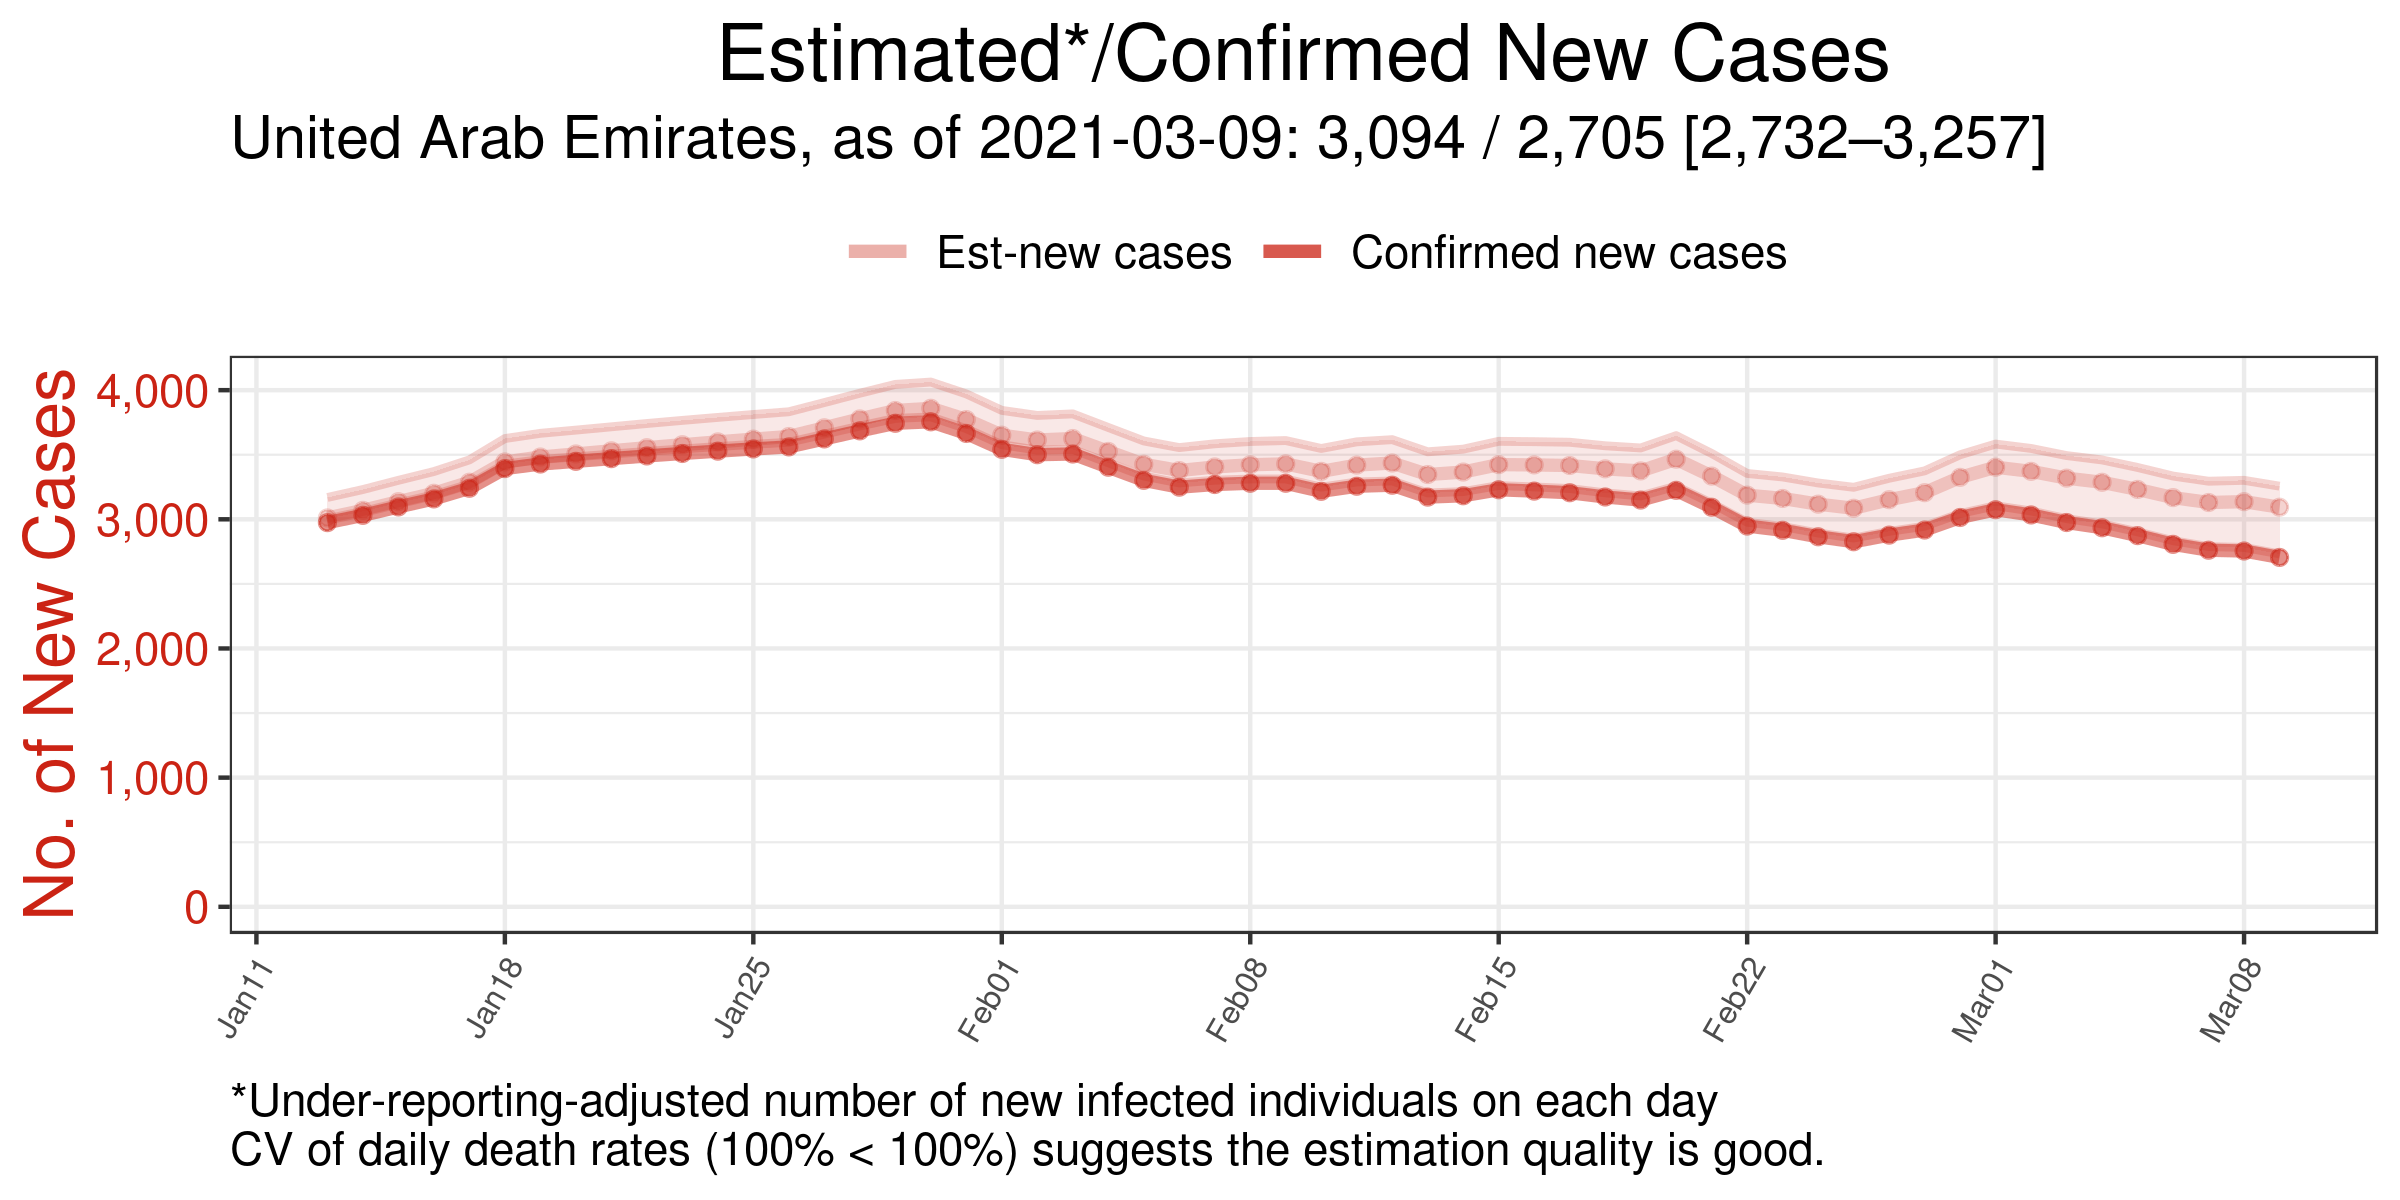 Estimated*/Confirmed New Cases
United Arab Emirates, as of 2021-03-09: 3,094 / 2,705 [2,732–3,257]
Est-new cases
Confirmed new cases
No. of New Cases
4,000
3,000
2,000
1,000
0
Jan11
Jan18
Jan25
Feb01
Feb08
Feb15
Feb22
Mar01
Mar08
*Under-reporting-adjusted number of new infected individuals on each day
CV of daily death rates (100% < 100%) suggests the estimation quality is good.